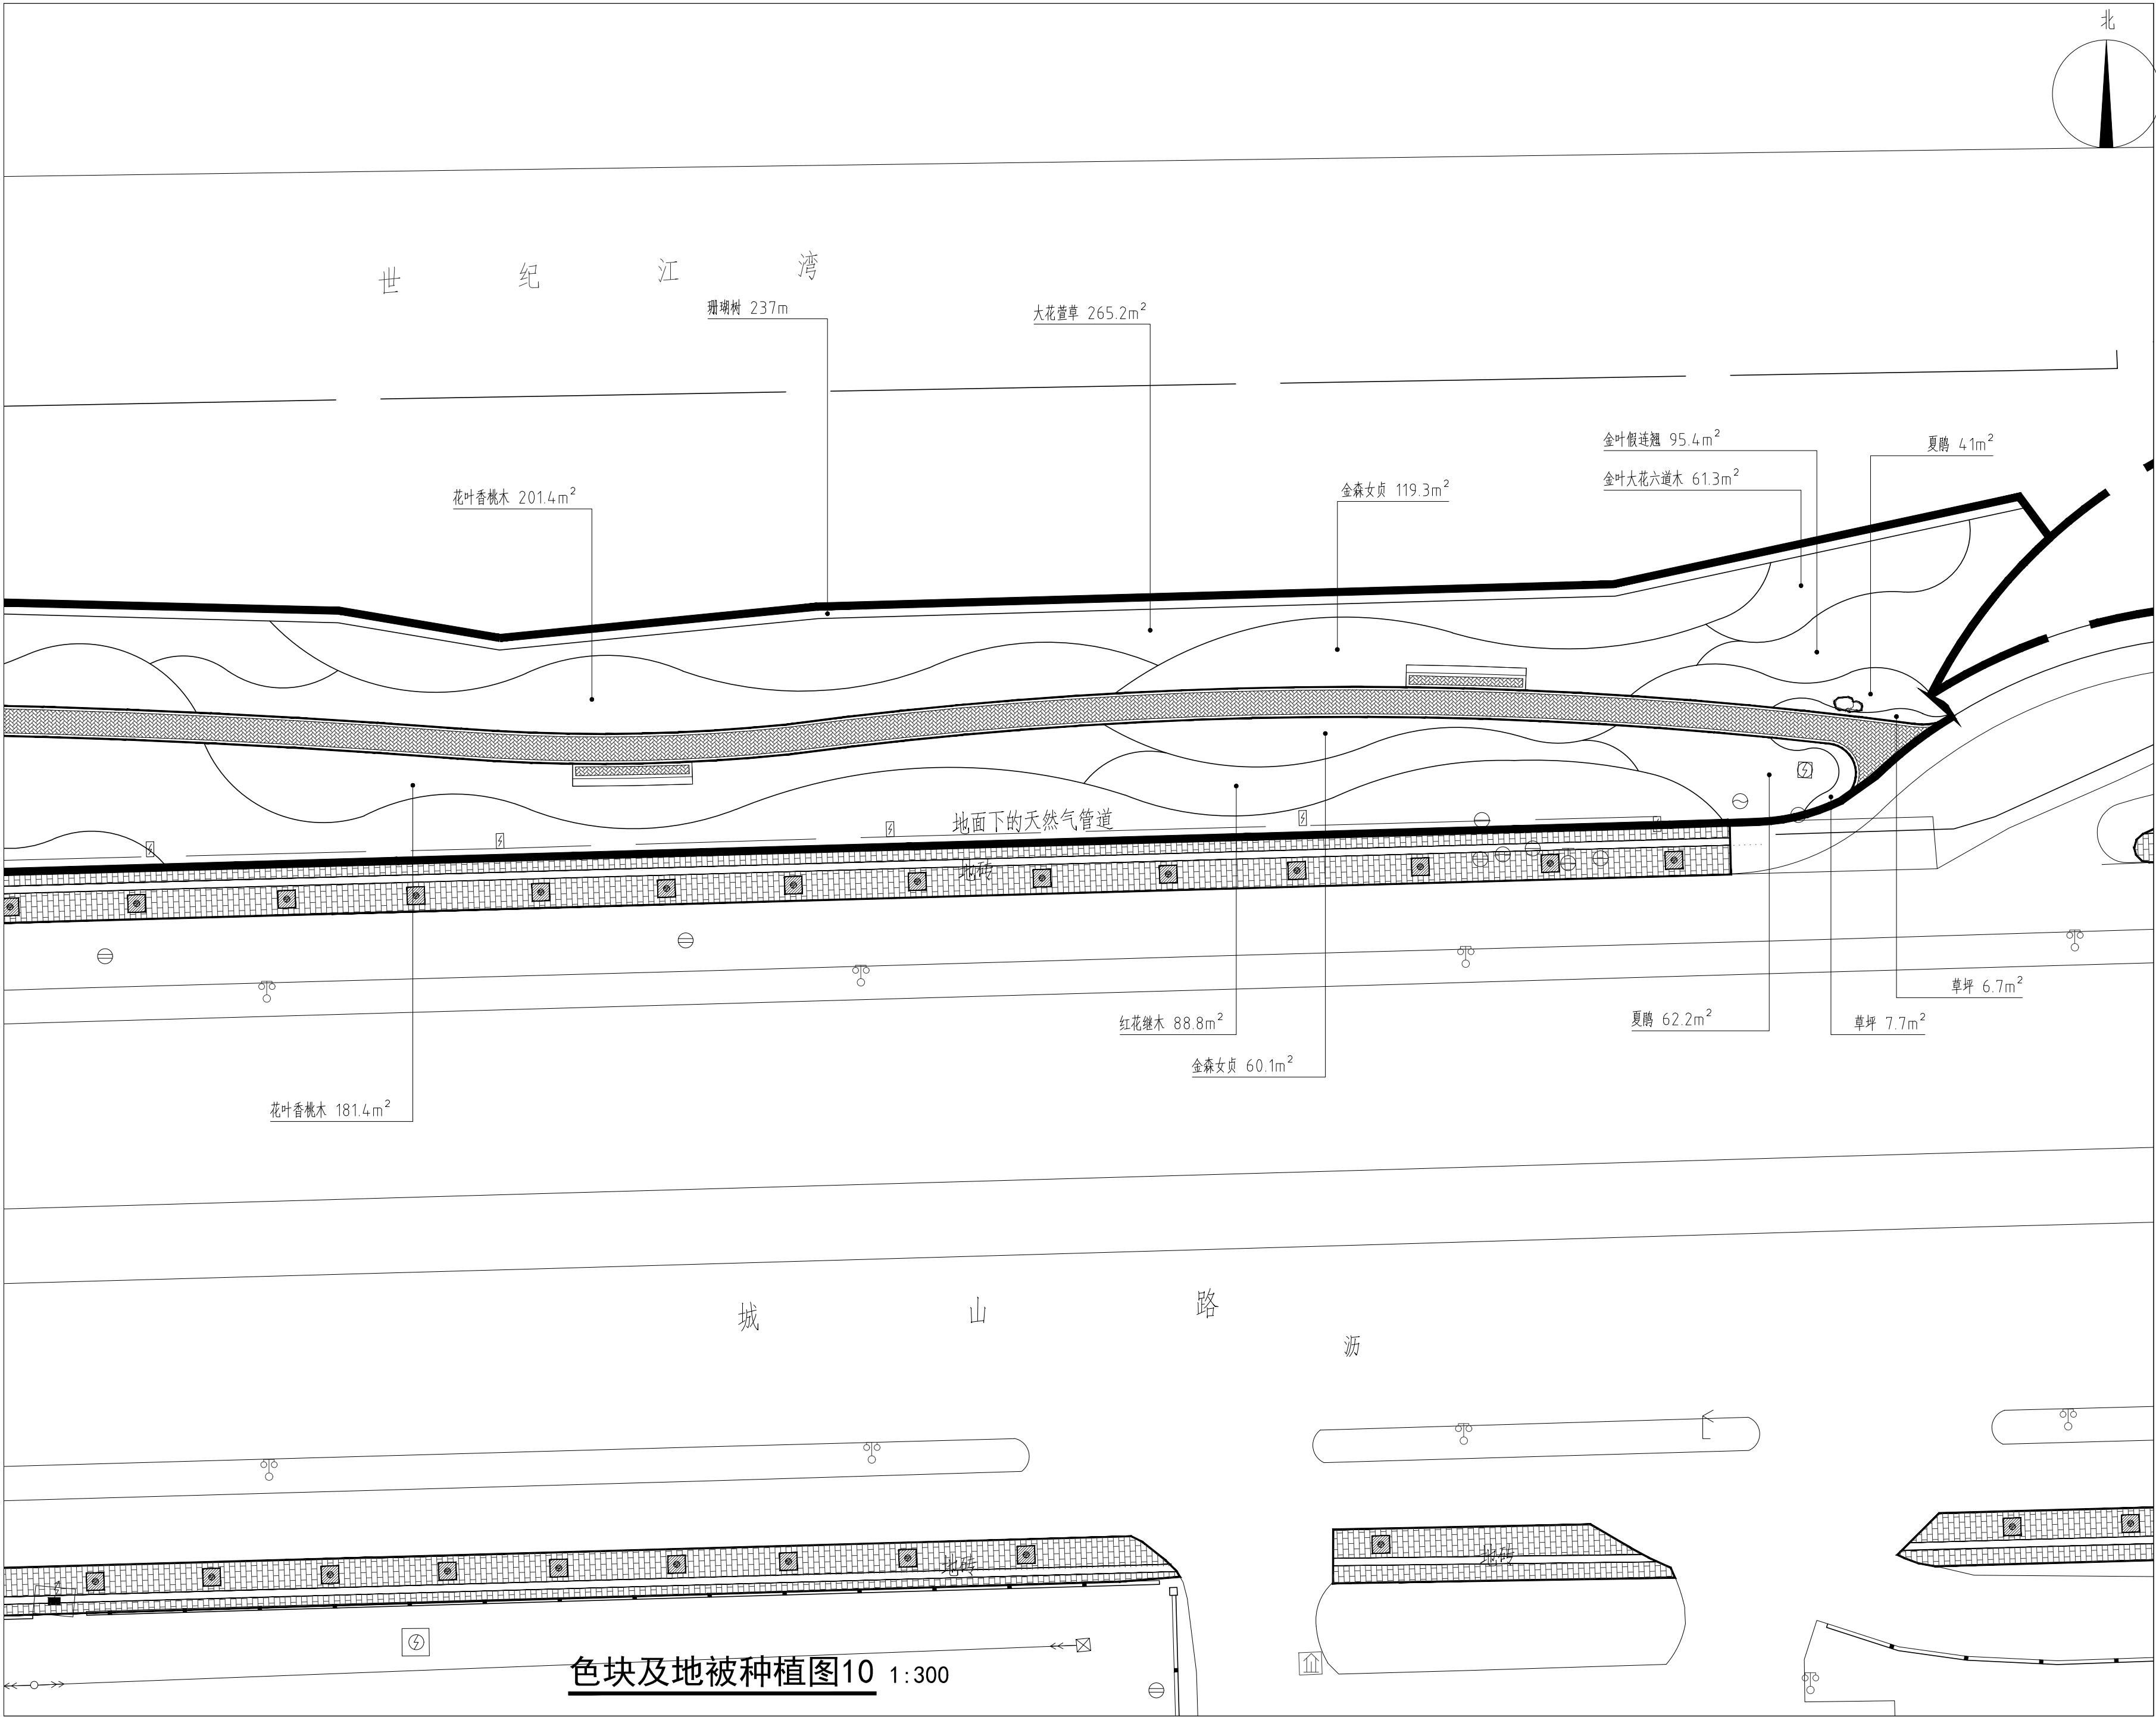 北
世纪江湾
珊瑚树 237m
大花萱草 265.2m²
金叶假连翘 95.4m²
夏鹃 41m²
金叶大花六道木 61.3m²
花叶香桃木 201.4m²
金森女贞 119.3m²
地面下的天然气管道
地砖
草坪 6.7m²
红花继木 88.8m²
夏鹃 62.2m²
草坪 7.7m²
金森女贞 60.1m²
花叶香桃木 181.4m²
城山路
沥
地砖
地砖
色块及地被种植图10 1:300